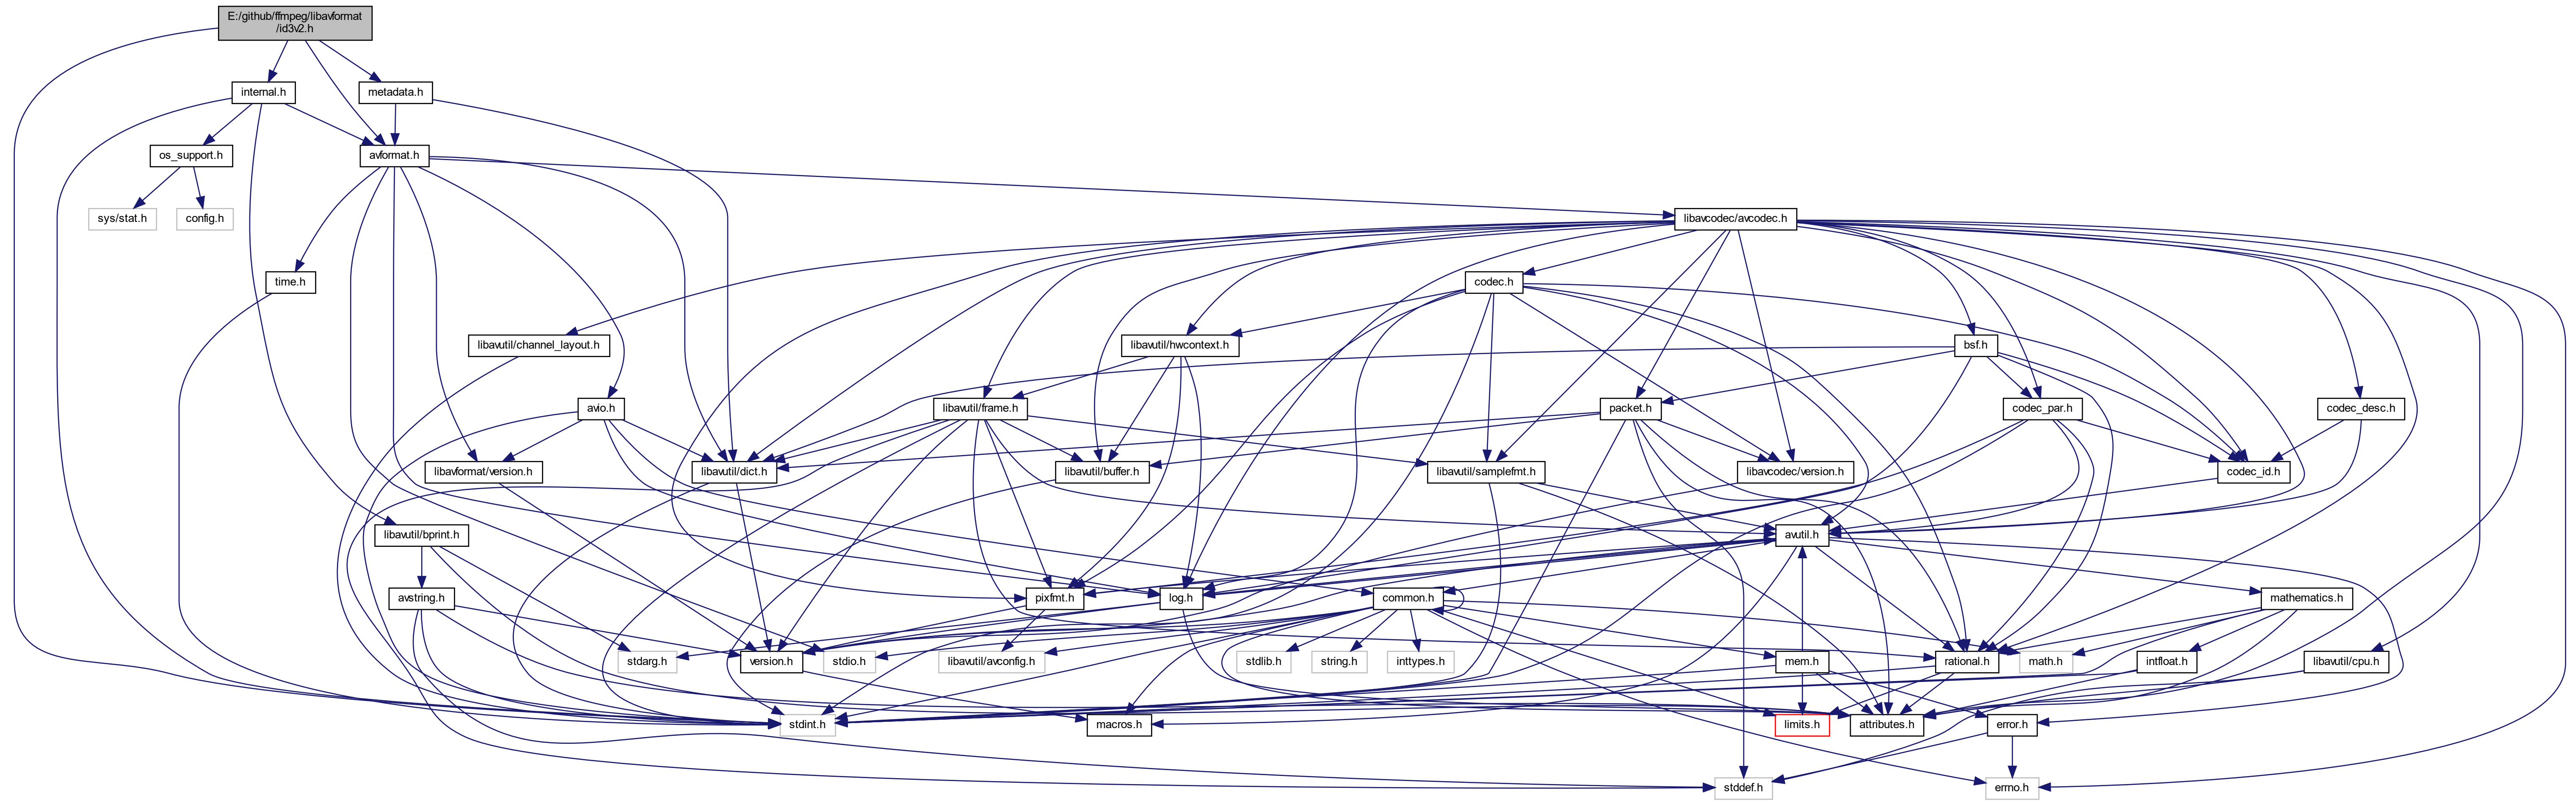 E:/github/ffmpeg/libavformat
/id3v2.h
internal.h
metadata.h
os_support.h
avformat.h
sys/stat.h
config.h
libavcodec/avcodec.h
time.h
codec.h
libavutil/channel_layout.h
libavutil/hwcontext.h
bsf.h
avio.h
libavutil/frame.h
packet.h
codec_par.h
codec_desc.h
libavformat/version.h
libavutil/dict.h
libavutil/buffer.h
libavutil/samplefmt.h
libavcodec/version.h
codec_id.h
libavutil/bprint.h
avutil.h
avstring.h
pixfmt.h
log.h
common.h
mathematics.h
stdarg.h
version.h
stdio.h
libavutil/avconfig.h
stdlib.h
string.h
inttypes.h
mem.h
rational.h
math.h
intfloat.h
libavutil/cpu.h
stdint.h
macros.h
limits.h
attributes.h
error.h
stddef.h
errno.h